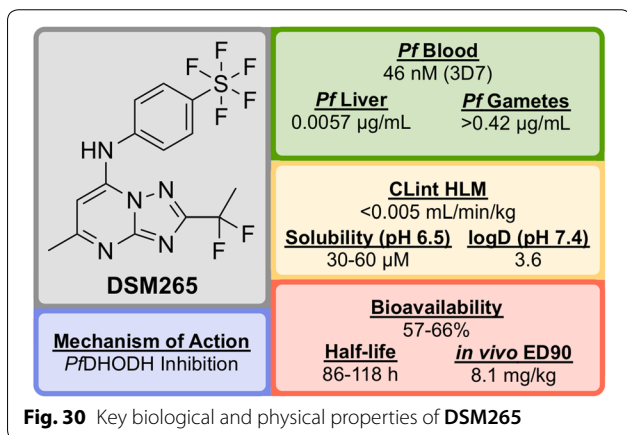 F
F
F
S
F
F
HN
N
N
N
N
F
F
DSM265
Mechanism of Action
PfDHODH Inhibition
Pf Blood
46 nM (3D7)
Pf Liver
Pf Gametes
0.0057 µg/mL
>0.42 µg/mL
CLint HLM
<0.005 mL/min/kg
Solubility (pH 6.5)
logD (pH 7.4)
30-60 µM
3.6
Bioavailability
57-66%
Half-life
in vivo ED90
86-118 h
8.1 mg/kg
Fig. 30 Key biological and physical properties of DSM265